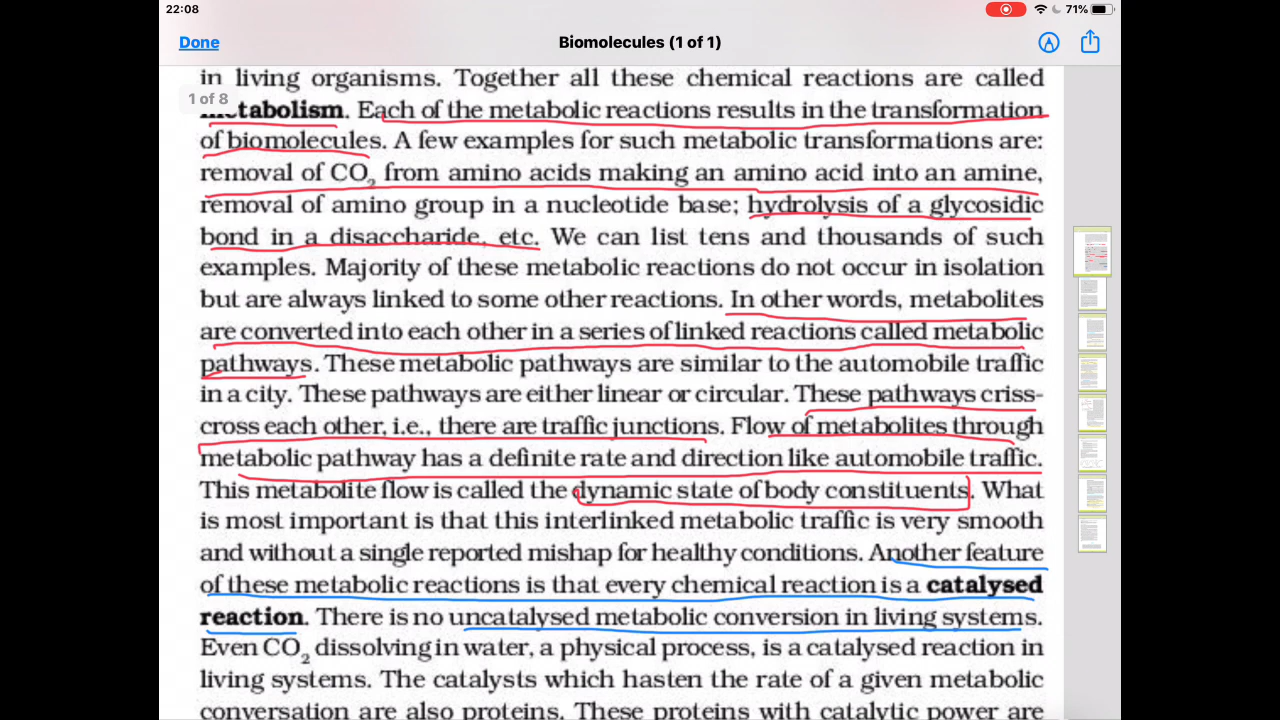 22:08
71%
Done
Biomolecules (1 of 1)
in living organisms. Together all these chemical reactions are called
1 of 8
metabolism. Each of the metabolic reactions results in the transformation
of biomolecules. A few examples for such metabolic transformations are:
removal of CO₂ from amino acids making an amino acid into an amine,
removal of amino group in a nucleotide base; hydrolysis of a glycosidic
bond in a disaccharide, etc. We can list tens and thousands of such
examples. Majority of these metabolic reactions do not occur in isolation
but are always linked to some other reactions. In other words, metabolites
are converted into each other in a series of linked reactions called metabolic
pathways. These metabolic pathways are similar to the automobile traffic
in a city. These pathways are either linear or circular. These pathways criss-
cross each other, i.e., there are traffic junctions. Flow of metabolites through
metabolic pathway has a definite rate and direction like automobile traffic.
This metabolite flow is called the dynamic state of body constituents. What
is most important is that this interlinked metabolic traffic is very smooth
and without a single reported mishap for healthy conditions. Another feature
of these metabolic reactions is that every chemical reaction is a catalysed
reaction. There is no uncatalysed metabolic conversion in living systems.
Even CO₂ dissolving in water, a physical process, is a catalysed reaction in
living systems. The catalysts which hasten the rate of a given metabolic
conversation are also proteins. These proteins with catalytic power are